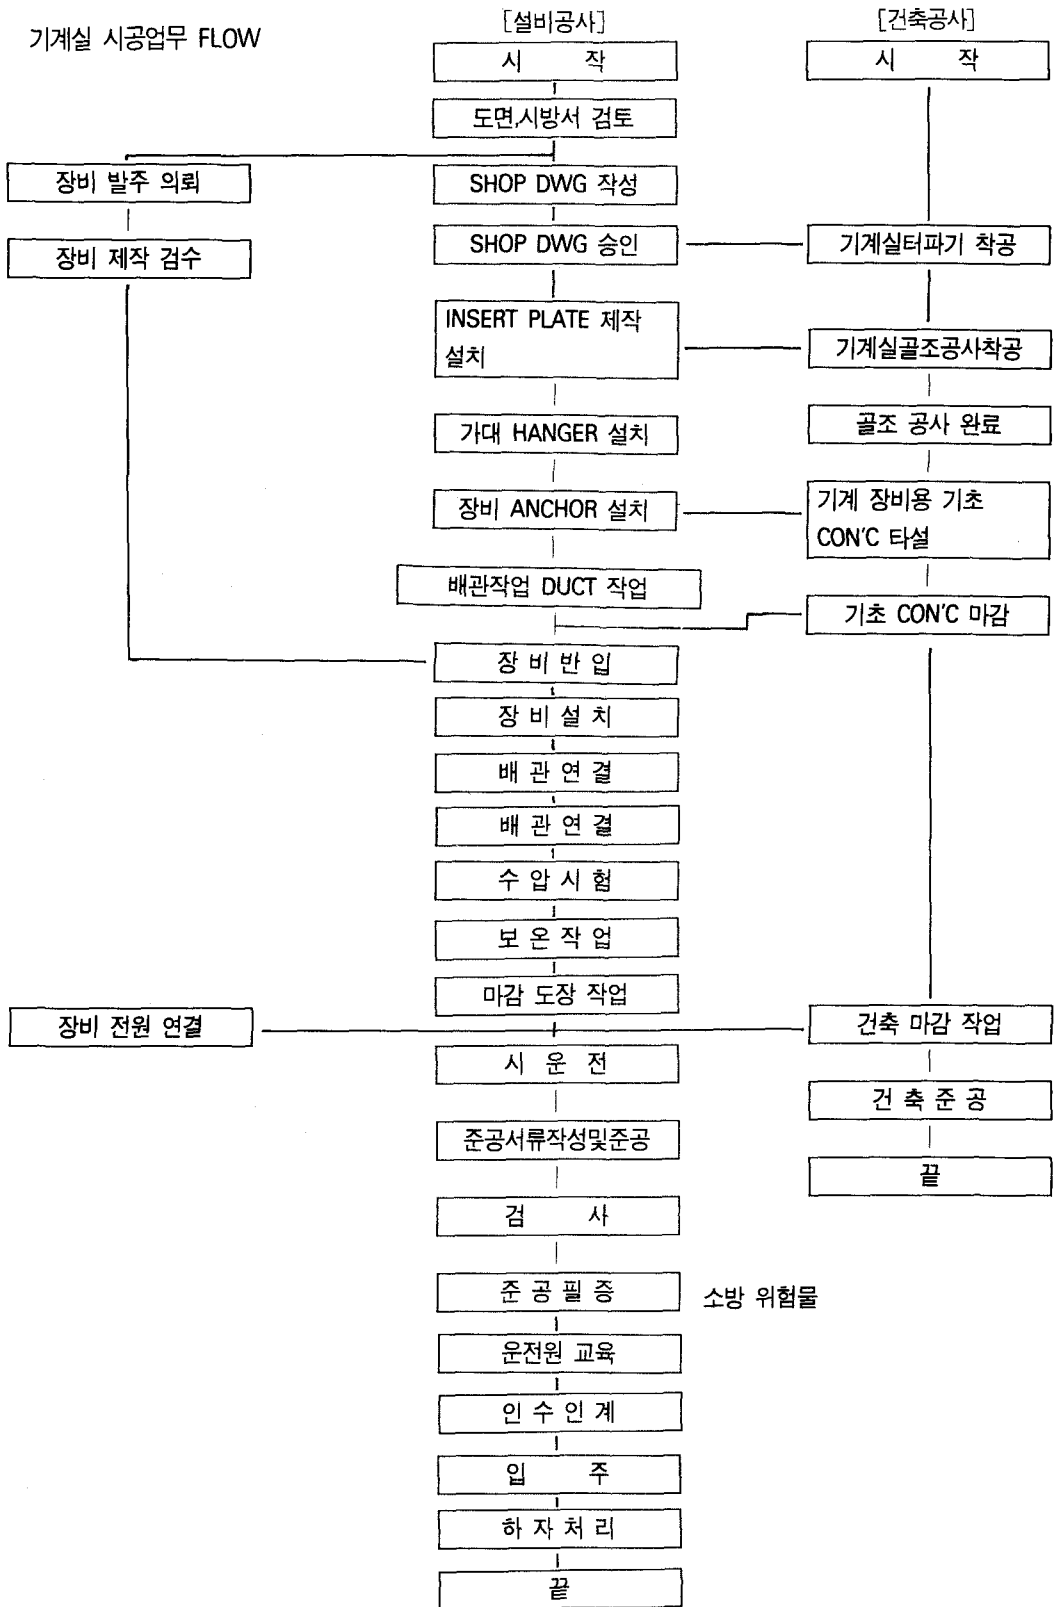 기계실 시공업무 FLOW
[설비공사]
[건축공사]
시 작
시 작
도면,시방서 검토
장비 발주 의뢰
SHOP DWG 작성
SHOP DWG 승인
기계실터파기 착공
장비 제작 검수
INSERT PLATE 제작
설치
기계실골조공사착공
가대 HANGER 설치
골조 공사 완료
장비 ANCHOR 설치
기계 장비용 기초
CON'C 타설
배관작업 DUCT 작업
기초 CON'C 마감
장 비 반 입
장 비 설 치
배 관 연 결
배 관 연 결
수 압 시 험
보 온 작 업
마감 도장 작업
장비 전원 연결
건축 마감 작업
시 운 전
건 축 준 공
준공서류작성및준공
끝
검 사
준 공 필 증
소방 위험물
운전원 교육
인 수 인 계
입 주
하 자 처 리
끝